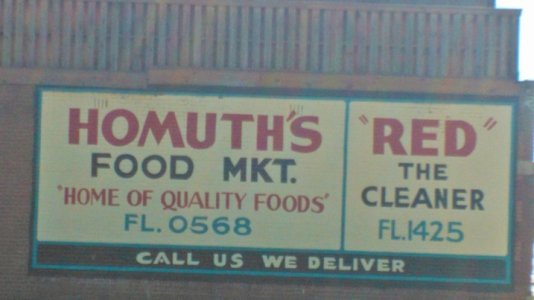 HOMUTH'S
FOOD MKT.
"HOME OF QUALITY FOODS"
FL. 0568
"RED"
THE
CLEANER
FL.1425
CALL US WE DELIVER